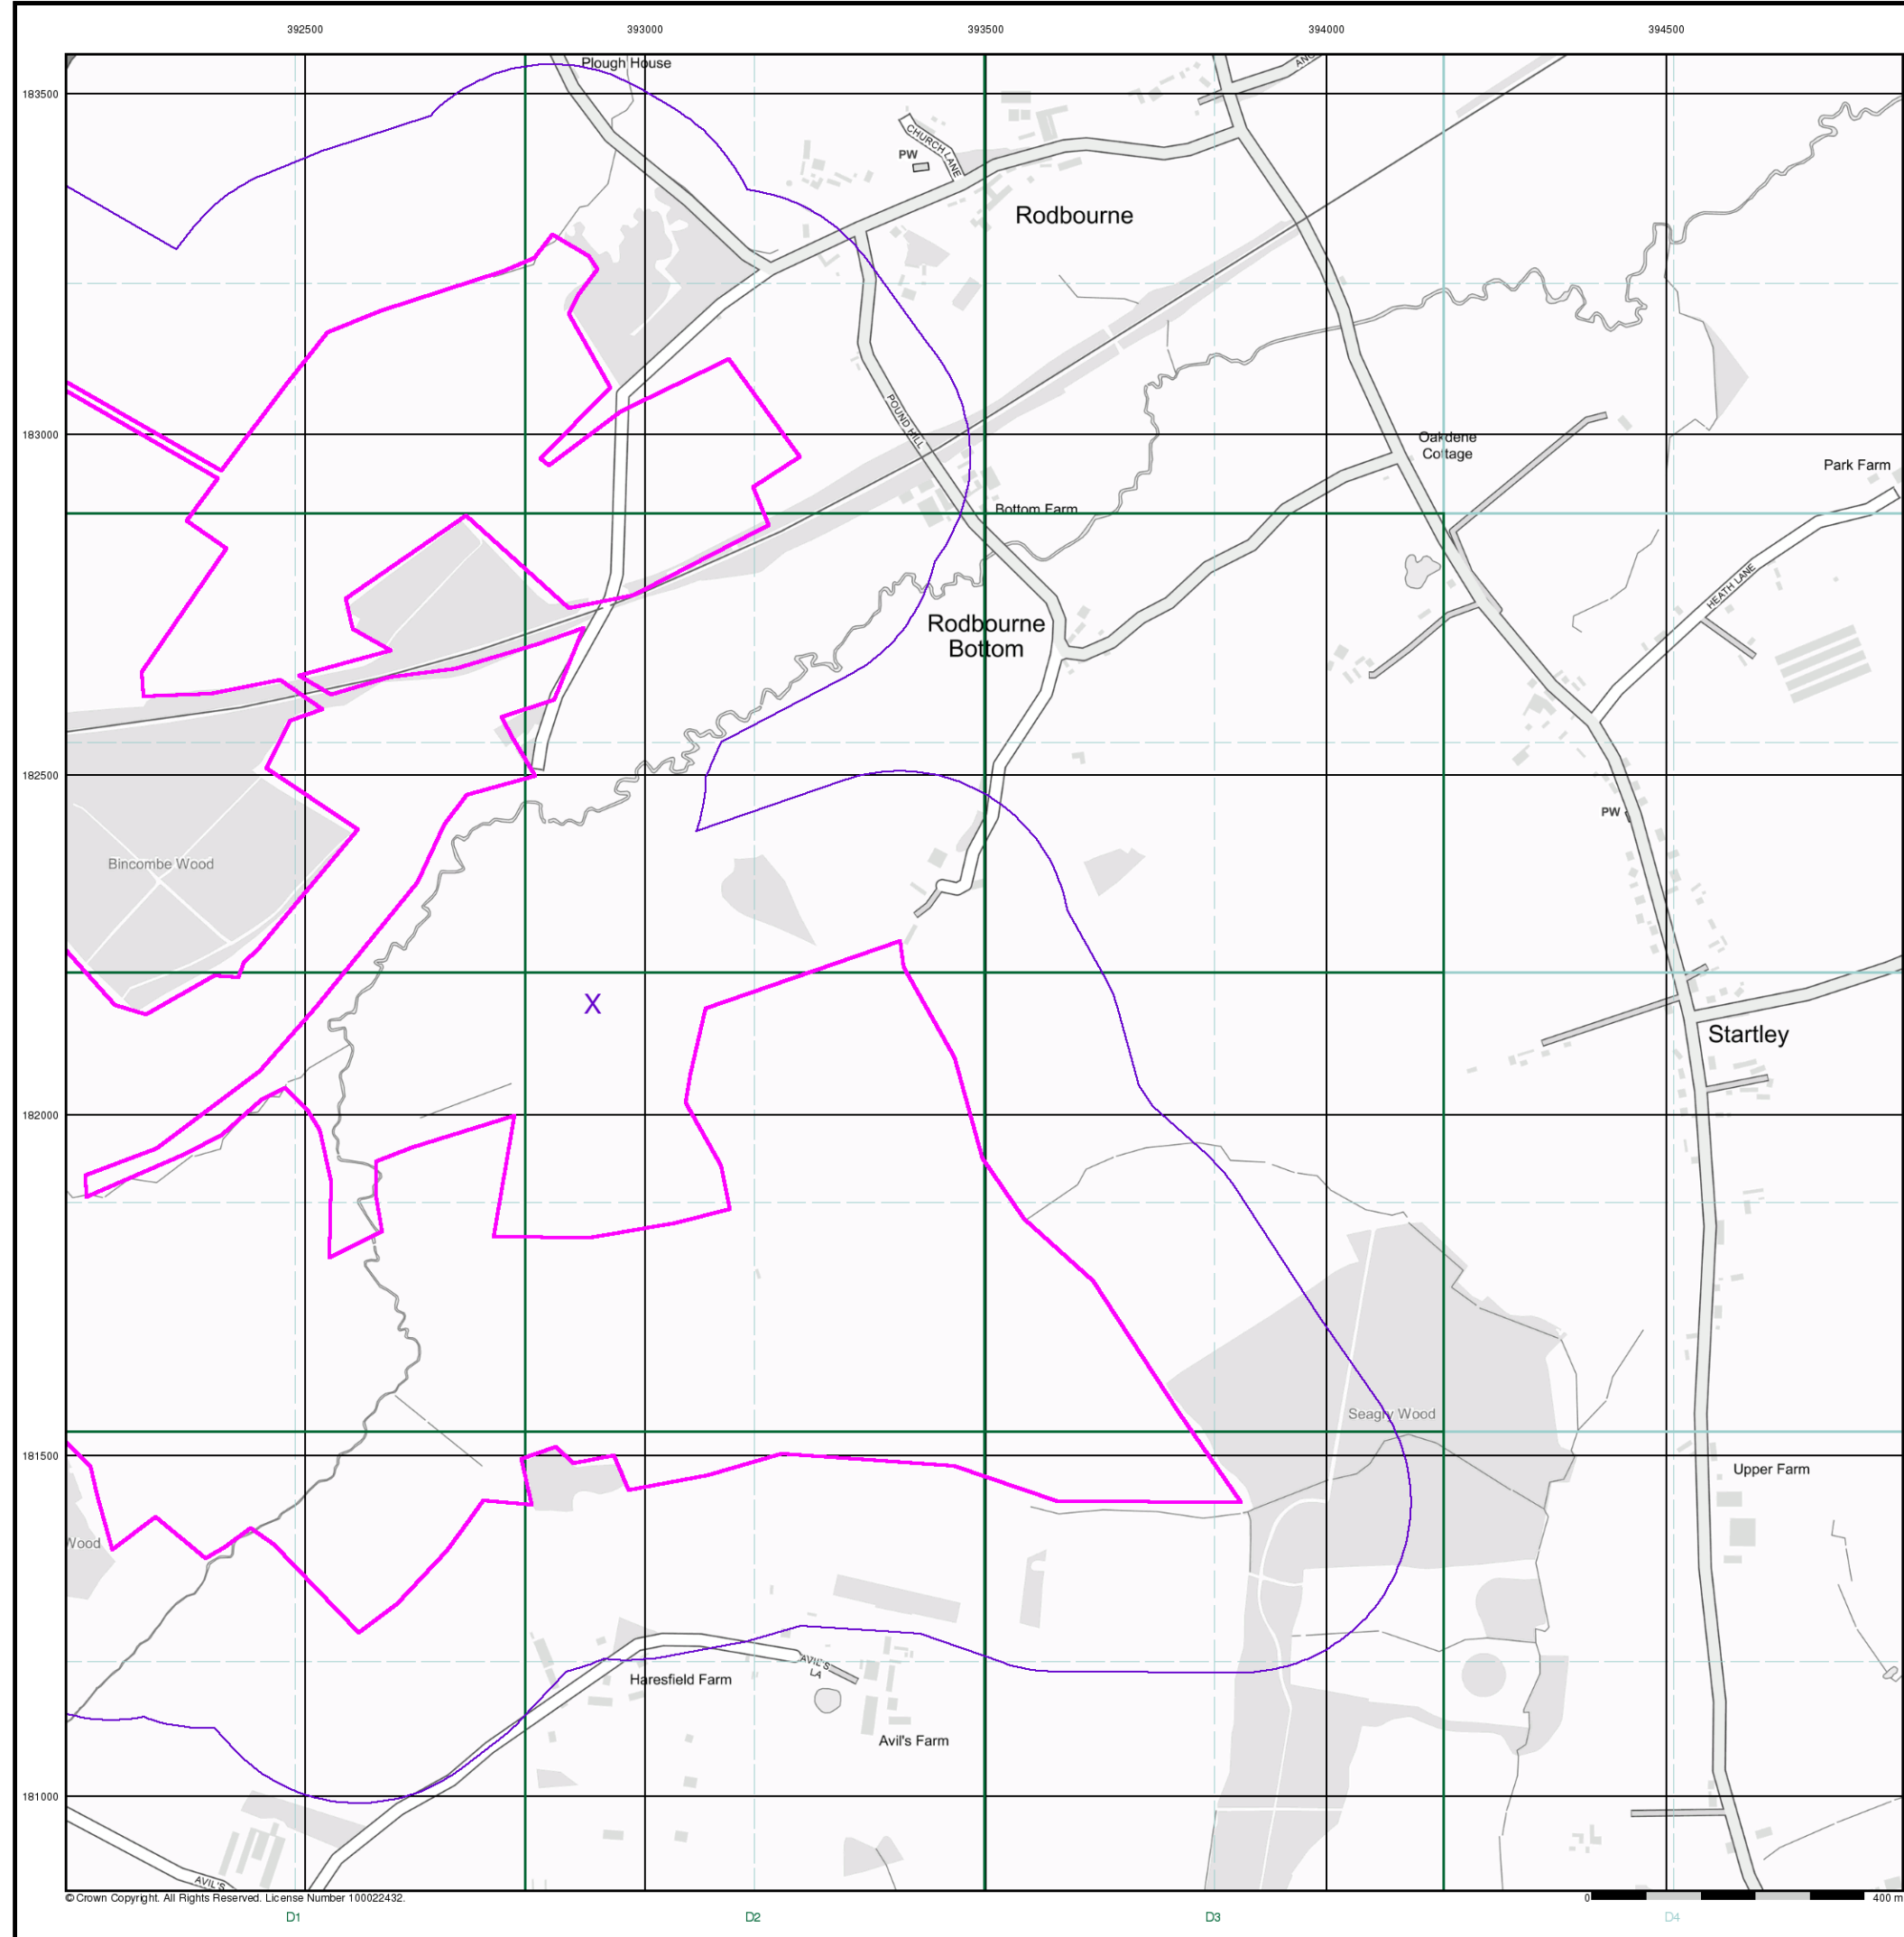 392500 393000 393500 394000 394500
Plough House
183500
CHURCH LANE
PW
Rodbourne
183000
POUND HILL
Oakdene
Cottage
Park Farm
Bottom Farm
HEATH LANE
Rodbourne
Bottom
182500
PW
Bincombe Wood
X
Startley
182000
Seagry Wood
181500
Upper Farm
Wood
AVIL'S
LA
Haresfield Farm
Avil's Farm
181000
AVIL'S
© Crown Copyright. All Rights Reserved. License Number 100022432.
0 400 m
D1 D2 D3 D4